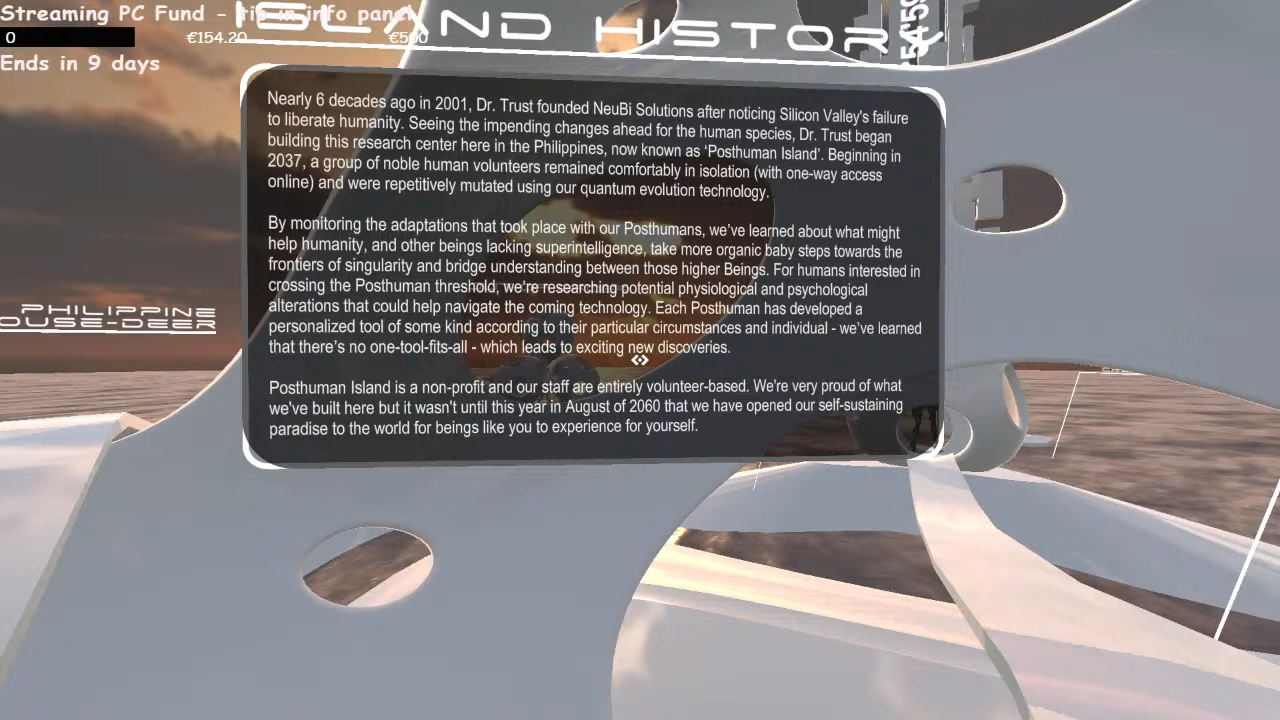 Streaming PC Fund - tip in info panel
0 €154.20 €500
Ends in 9 days
ISLAND HISTORY
Nearly 6 decades ago in 2001, Dr. Trust founded NeuBi Solutions after noticing Silicon Valley's failure
to liberate humanity. Seeing the impending changes ahead for the human species, Dr. Trust began
building this research center here in the Philippines, now known as ‘Posthuman Island’. Beginning in
2037, a group of noble human volunteers remained comfortably in isolation (with one-way access
online) and were repetitively mutated using our quantum evolution technology.
By monitoring the adaptations that took place with our Posthumans, we've learned about what might
help humanity, and other beings lacking superintelligence, take more organic baby steps towards the
frontiers of singularity and bridge understanding between those higher Beings. For humans interested in
crossing the Posthuman threshold, we're researching potential physiological and psychological
alterations that could help navigate the coming technology. Each Posthuman has developed a
personalized tool of some kind according to their particular circumstances and individual - we've learned
that there's no one-tool-fits-all - which leads to exciting new discoveries.
Posthuman Island is a non-profit and our staff are entirely volunteer-based. We're very proud of what
we've built here but it wasn't until this year in August of 2060 that we have opened our self-sustaining
paradise to the world for beings like you to experience for yourself.
PHILIPPINE
OUSE-DEER